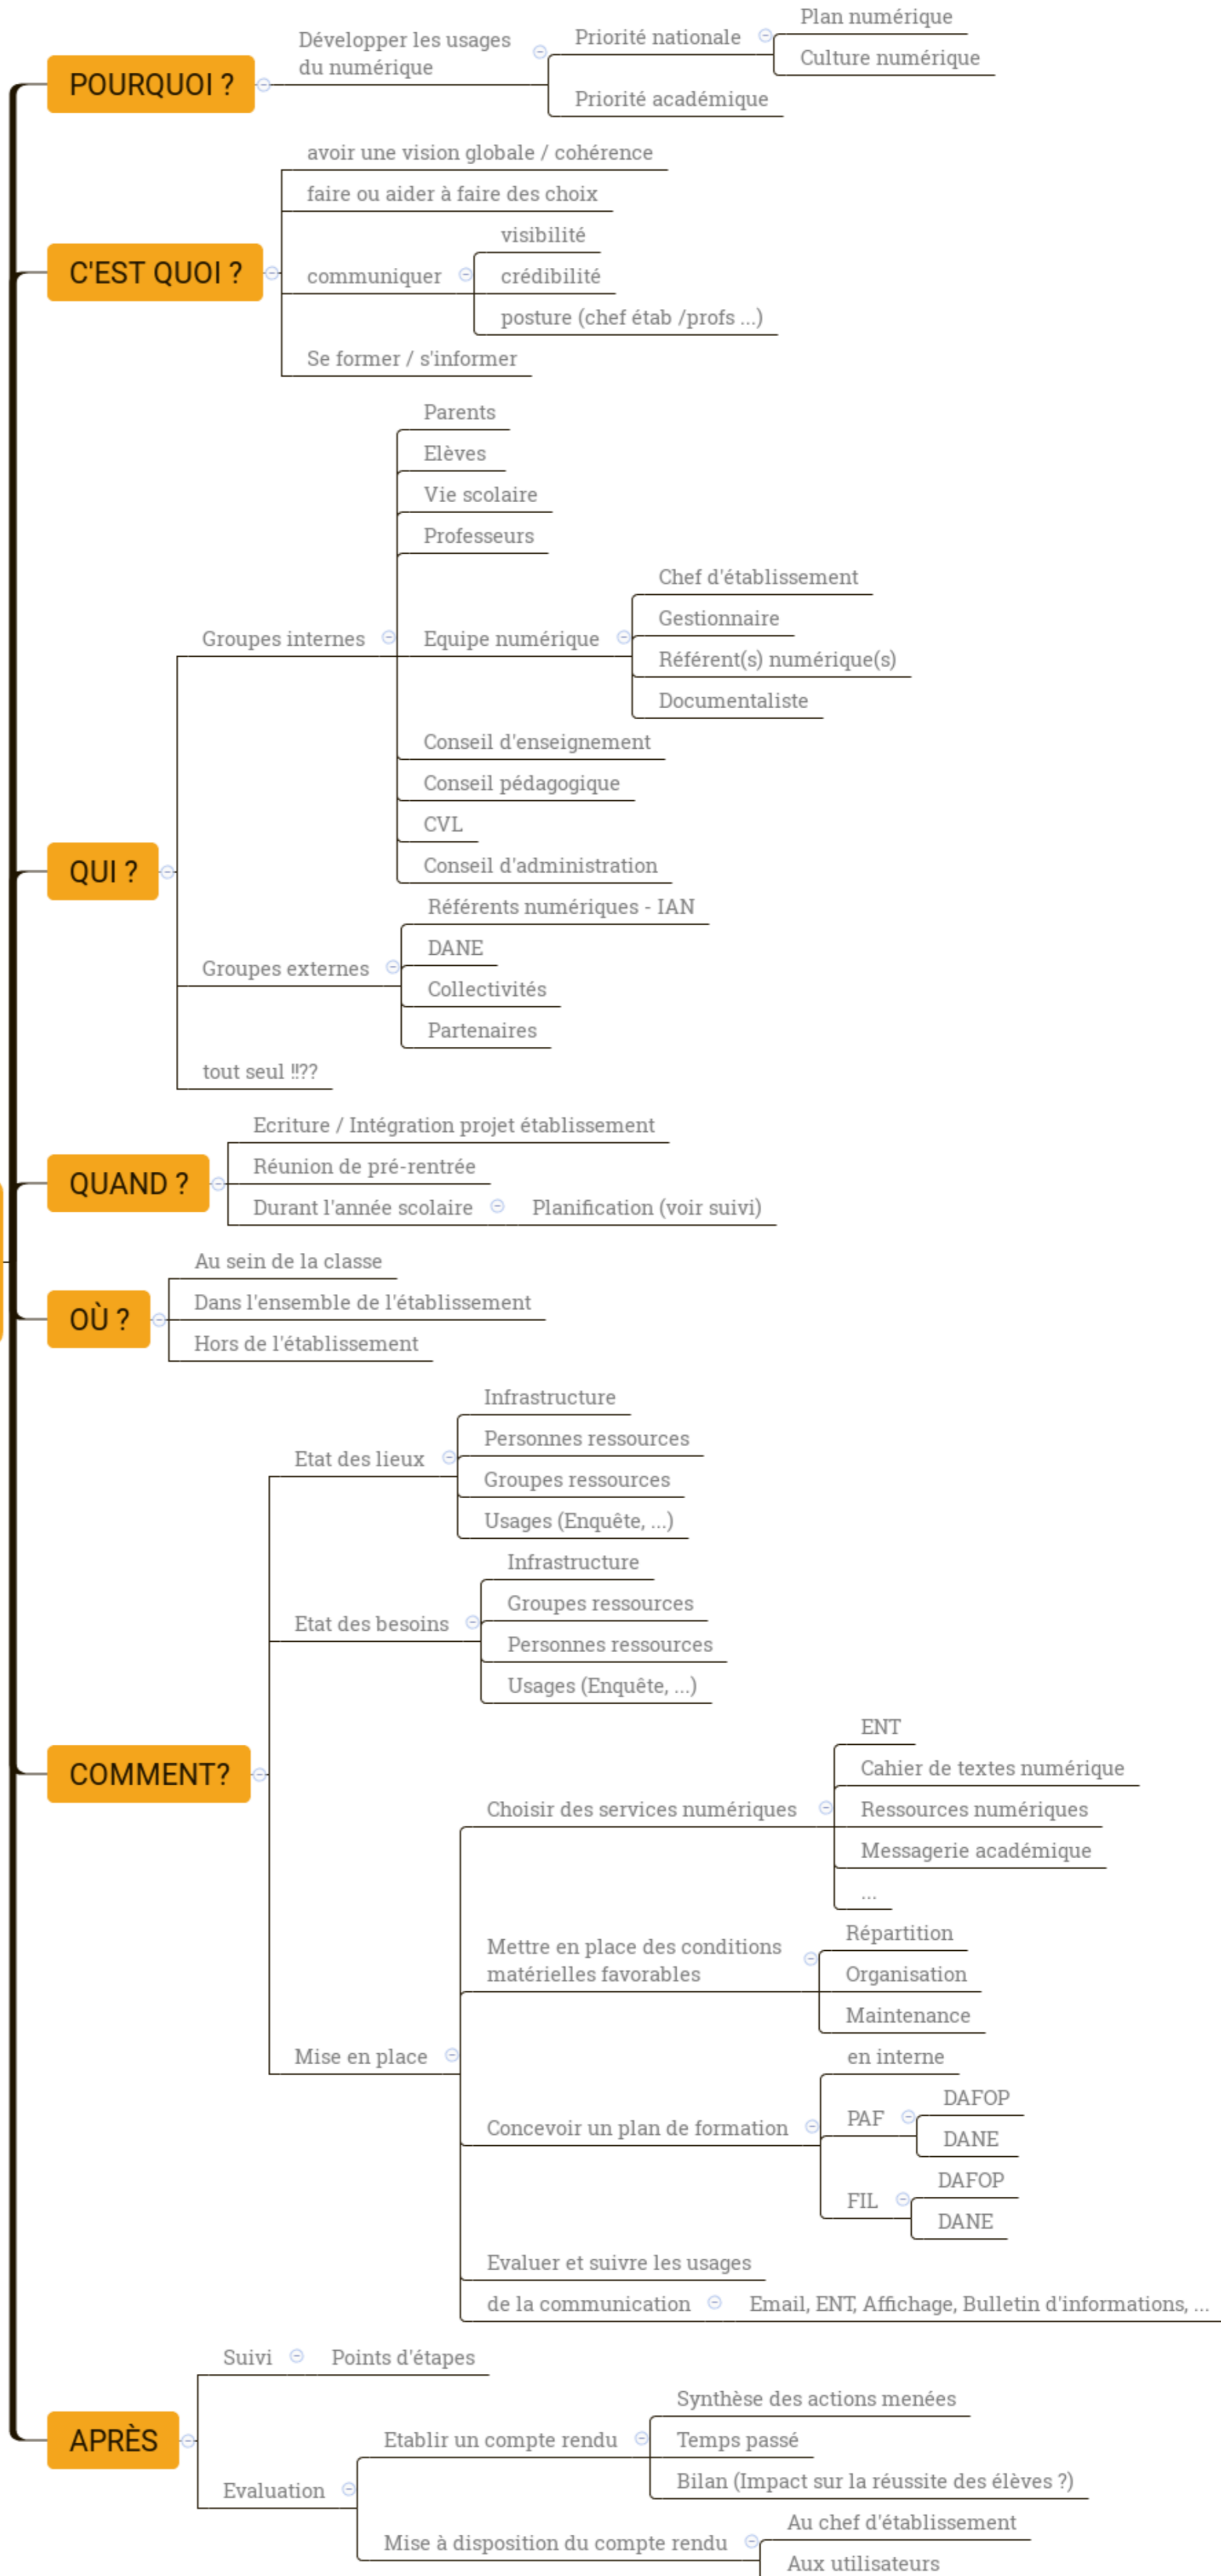 POURQUOI ?
Développer les usages
du numérique
Priorité nationale
Plan numérique
Culture numérique
Priorité académique
C'EST QUOI ?
avoir une vision globale / cohérence
faire ou aider à faire des choix
communiquer
visibilité
crédibilité
posture (chef étab /profs ...)
Se former / s'informer
QUI ?
Groupes internes
Parents
Elèves
Vie scolaire
Professeurs
Equipe numérique
Chef d'établissement
Gestionnaire
Référent(s) numérique(s)
Documentaliste
Conseil d'enseignement
Conseil pédagogique
CVL
Conseil d'administration
Groupes externes
Référents numériques - IAN
DANE
Collectivités
Partenaires
tout seul !!??
QUAND ?
Ecriture / Intégration projet établissement
Réunion de pré-rentrée
Durant l'année scolaire
Planification (voir suivi)
OÙ ?
Au sein de la classe
Dans l'ensemble de l'établissement
Hors de l'établissement
COMMENT?
Etat des lieux
Infrastructure
Personnes ressources
Groupes ressources
Usages (Enquête, ...)
Etat des besoins
Infrastructure
Groupes ressources
Personnes ressources
Usages (Enquête, ...)
Mise en place
Choisir des services numériques
ENT
Cahier de textes numérique
Ressources numériques
Messagerie académique
...
Mettre en place des conditions
matérielles favorables
Répartition
Organisation
Maintenance
Concevoir un plan de formation
en interne
PAF
DAFOP
DANE
FIL
DAFOP
DANE
Evaluer et suivre les usages
de la communication
Email, ENT, Affichage, Bulletin d'informations, ...
APRÈS
Suivi
Points d'étapes
Evaluation
Etablir un compte rendu
Synthèse des actions menées
Temps passé
Bilan (Impact sur la réussite des élèves ?)
Mise à disposition du compte rendu
Au chef d'établissement
Aux utilisateurs